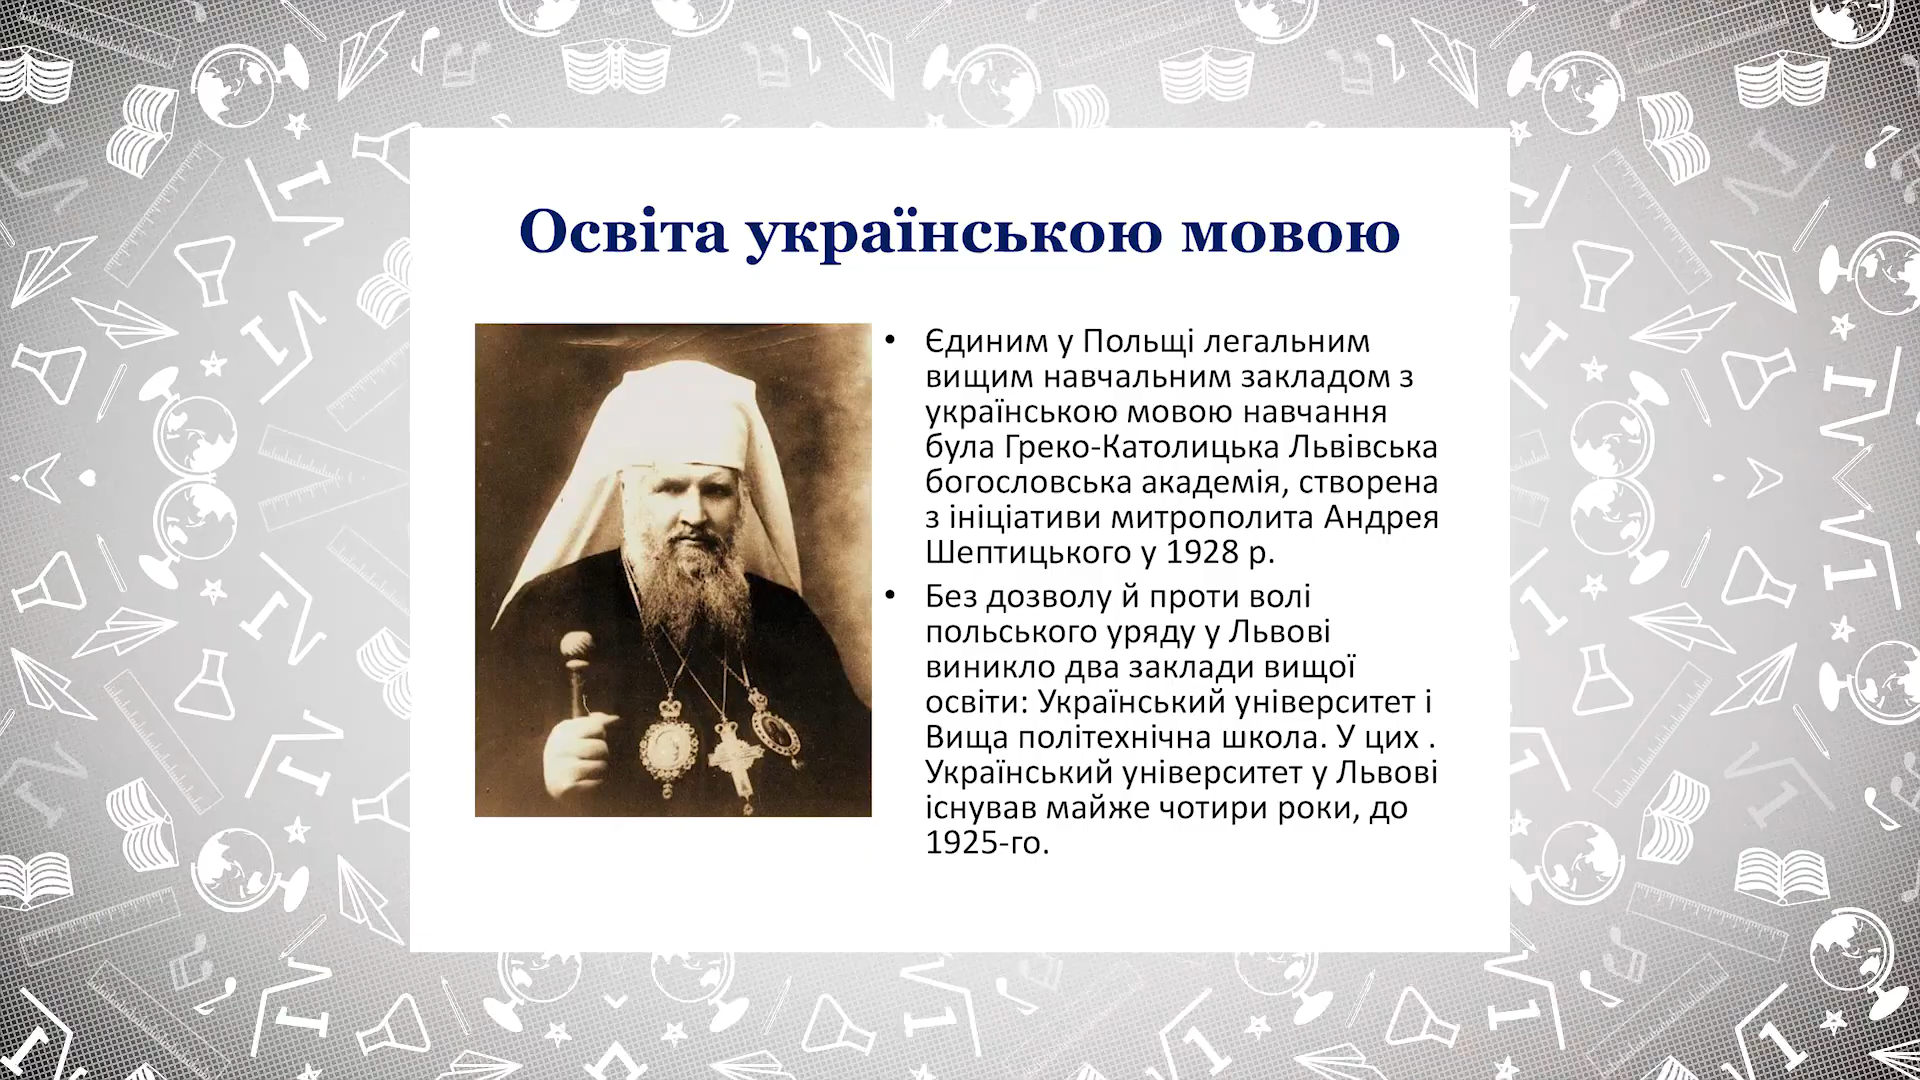 Освіта українською мовою
• Єдиним у Польщі легальним
вищим навчальним закладом з
українською мовою навчання
була Греко-Католицька Львівська
богословська академія, створена
з ініціативи митрополита Андрея
Шептицького у 1928 р.
• Без дозволу й проти волі
польського уряду у Львові
виникло два заклади вищої
освіти: Український університет і
Вища політехнічна школа. У цих .
Український університет у Львові
існував майже чотири роки, до
1925-го.